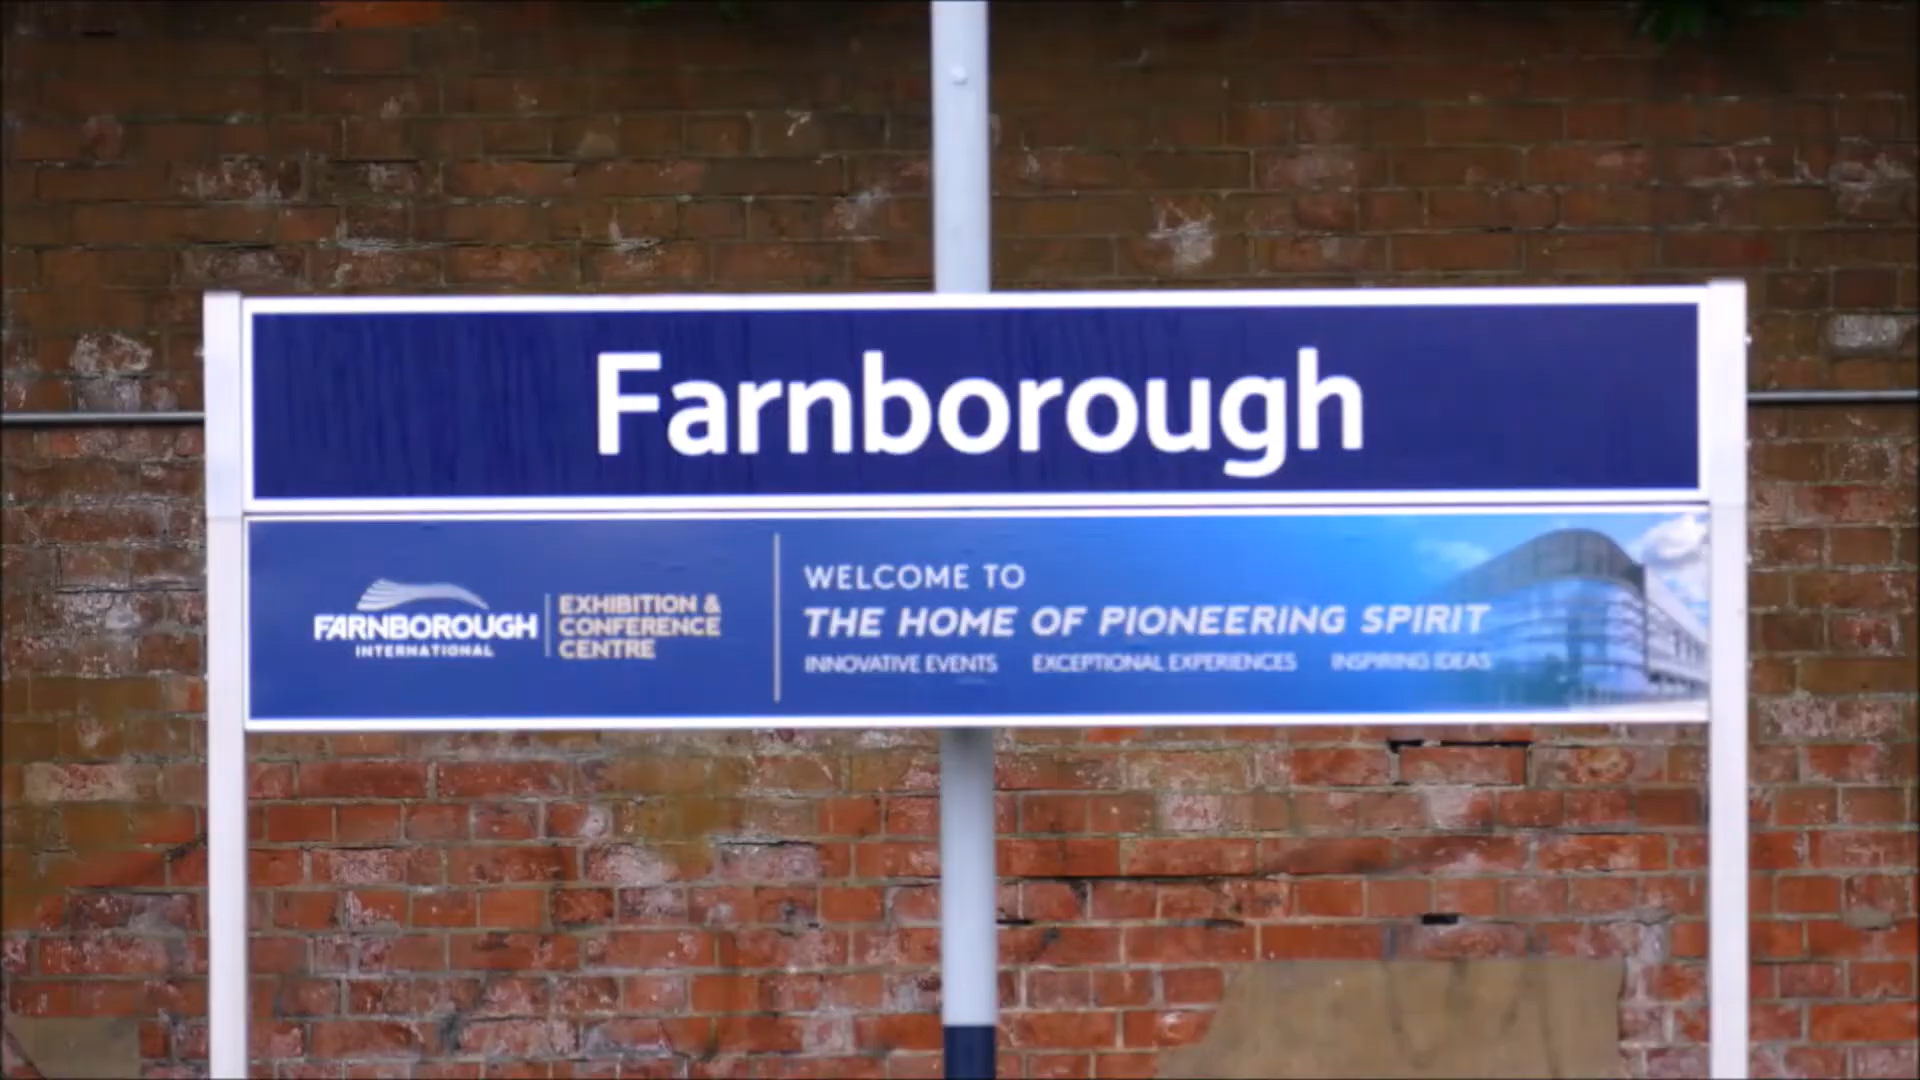 Farnborough
FARNBOROUGH
INTERNATIONAL
EXHIBITION &
CONFERENCE
CENTRE
WELCOME TO
THE HOME OF PIONEERING SPIRIT
INNOVATIVE EVENTS EXCEPTIONAL EXPERIENCES INSPIRING IDEAS